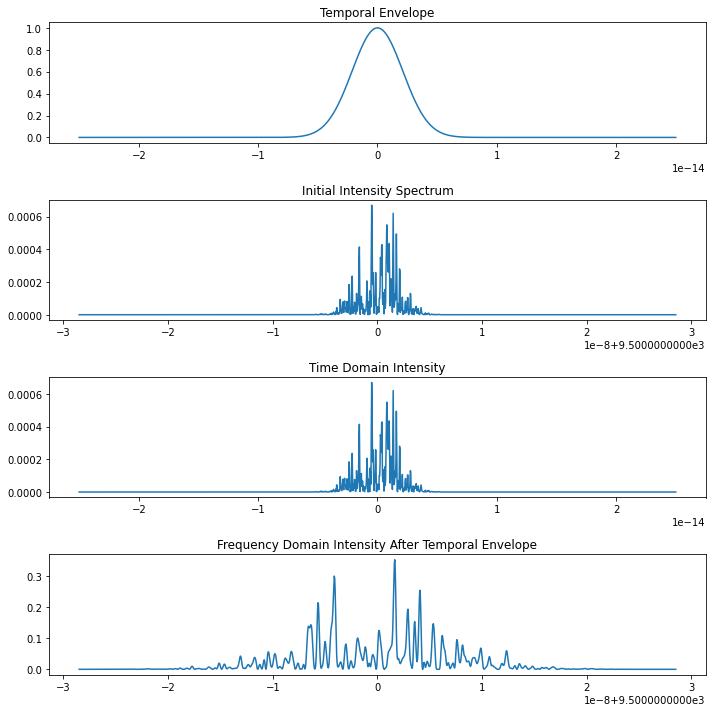 Temporal Envelope
1.0
0.8
0.6
0.4
0.2
0.0
−2 −1 0 1 2
1e-14
Initial Intensity Spectrum
0.0006
0.0004
0.0002
0.0000
−3 −2 −1 0 1 2 3
1e-8+9.5000000000e3
Time Domain Intensity
0.0006
0.0004
0.0002
0.0000
−2 −1 0 1 2
1e-14
Frequency Domain Intensity After Temporal Envelope
0.3
0.2
0.1
0.0
−3 −2 −1 0 1 2 3
1e-8+9.5000000000e3